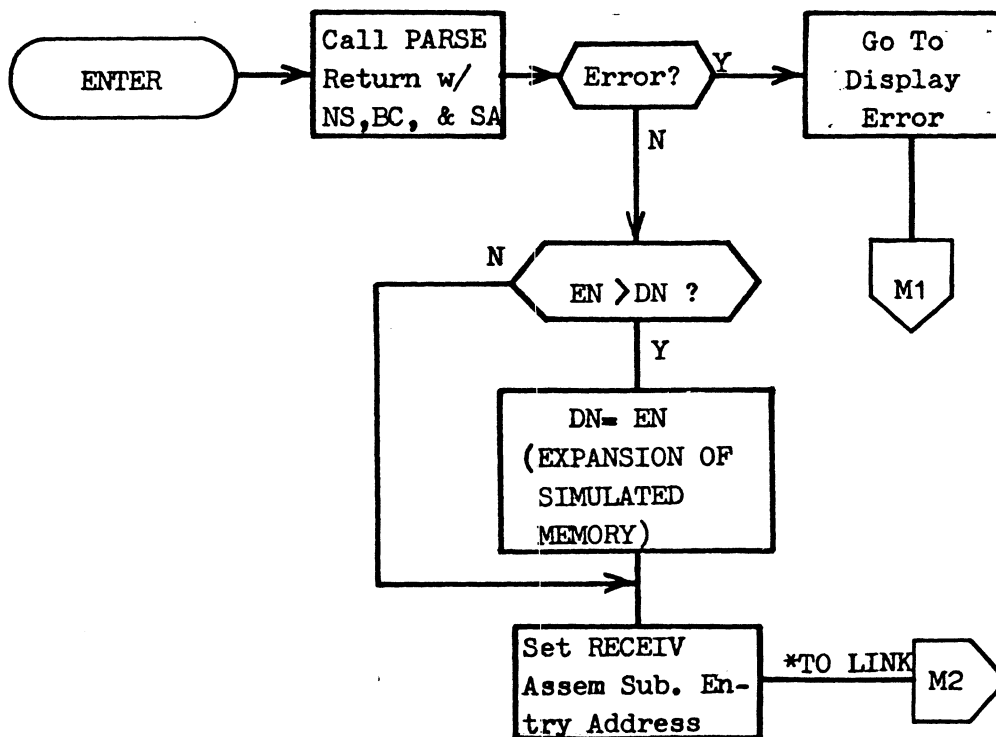 ENTER
Call PARSE
Return w/
NS,BC, & SA
Error?
Y
Go To
Display
Error
N
M1
N
EN >DN ?
Y
DN= EN
(EXPANSION OF
SIMULATED
MEMORY)
Set RECEIV
Assem Sub. En-
try Address
*TO LINK
M2